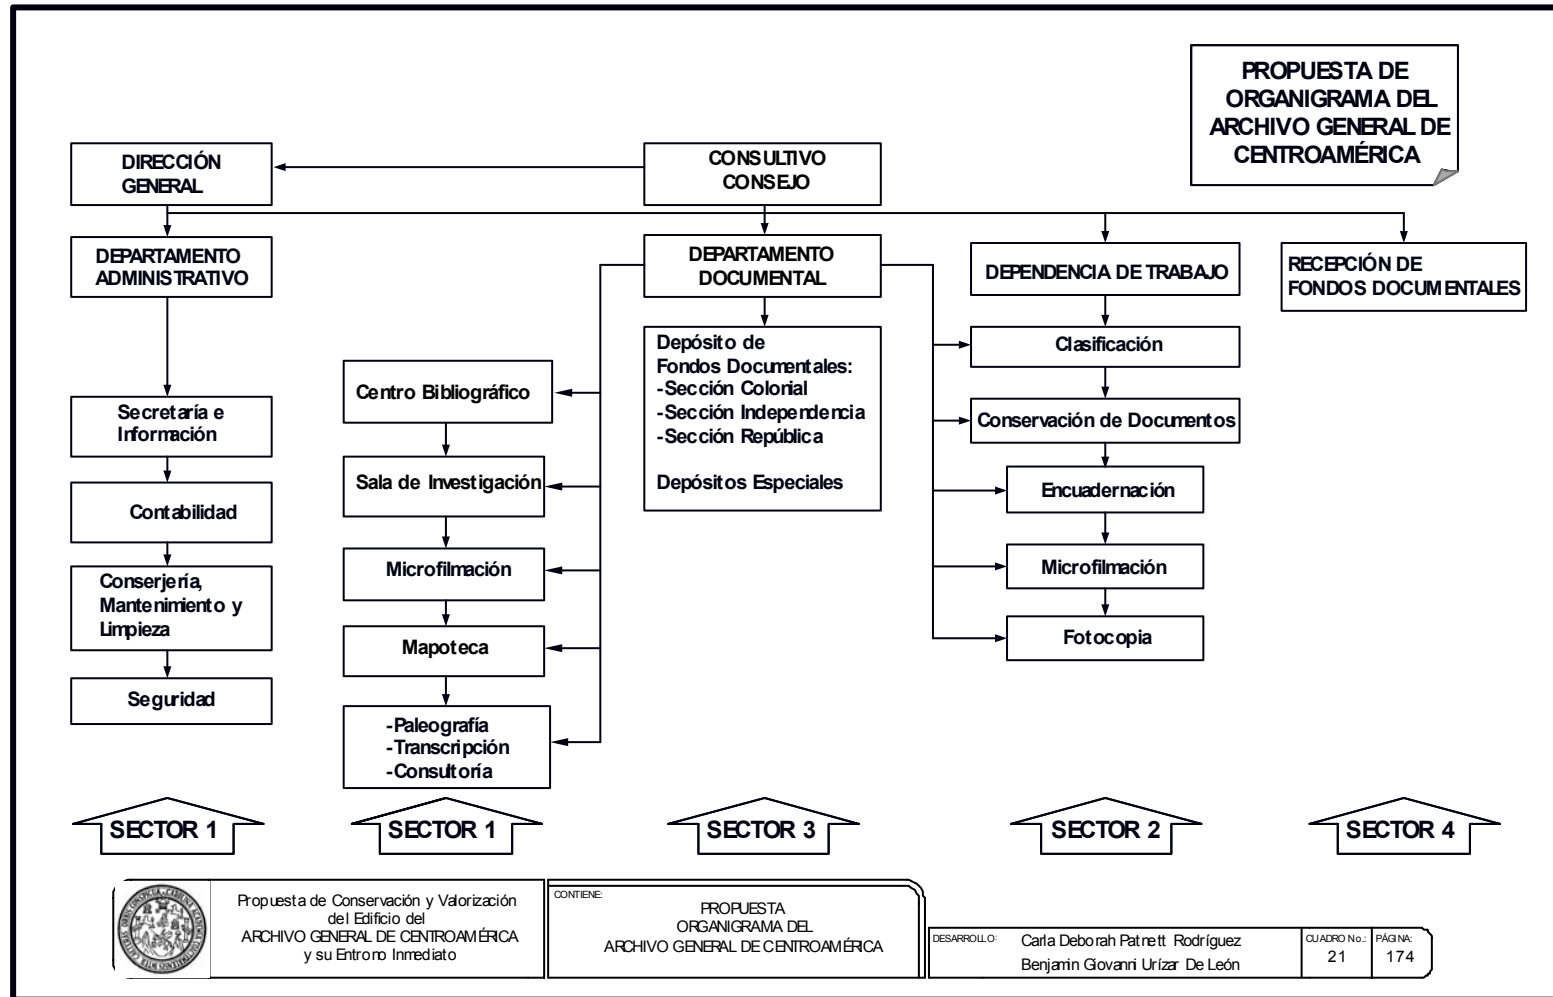 PROPUESTA DE
ORGANIGRAMA DEL
ARCHIVO GENERAL DE
CENTROAMÉRICA
DIRECCIÓN
GENERAL
CONSULTIVO
CONSEJO
DEPARTAMENTO
ADMINISTRATIVO
DEPARTAMENTO
DOCUMENTAL
DEPENDENCIA DE TRABAJO
RECEPCIÓN DE
FONDOS DOCUMENTALES
Secretaría e
Información
Contabilidad
Conserjería,
Mantenimiento y
Limpieza
Seguridad
Centro Bibliográfico
Sala de Investigación
Microfilmación
Mapoteca
-Paleografía
-Transcripción
-Consultoría
Depósito de
Fondos Documentales:
-Sección Colonial
-Sección Independencia
-Sección República
Depósitos Especiales
Clasificación
Conservación de Documentos
Encuadernación
Microfilmación
Fotocopia
SECTOR 1
SECTOR 1
SECTOR 3
SECTOR 2
SECTOR 4
Propuesta de Conservación y Valorización
del Edificio del
ARCHIVO GENERAL DE CENTROAMÉRICA
y su Entrono Inmediato
CONTIENE:
PROPUESTA
ORGANIGRAMA DEL
ARCHIVO GENERAL DE CENTROAMÉRICA
DESARROLLO:
Carla Deborah Patnett Rodríguez
Benjamin Giovanni Urízar De León
CUADRO No.:
21
PÁGINA:
174